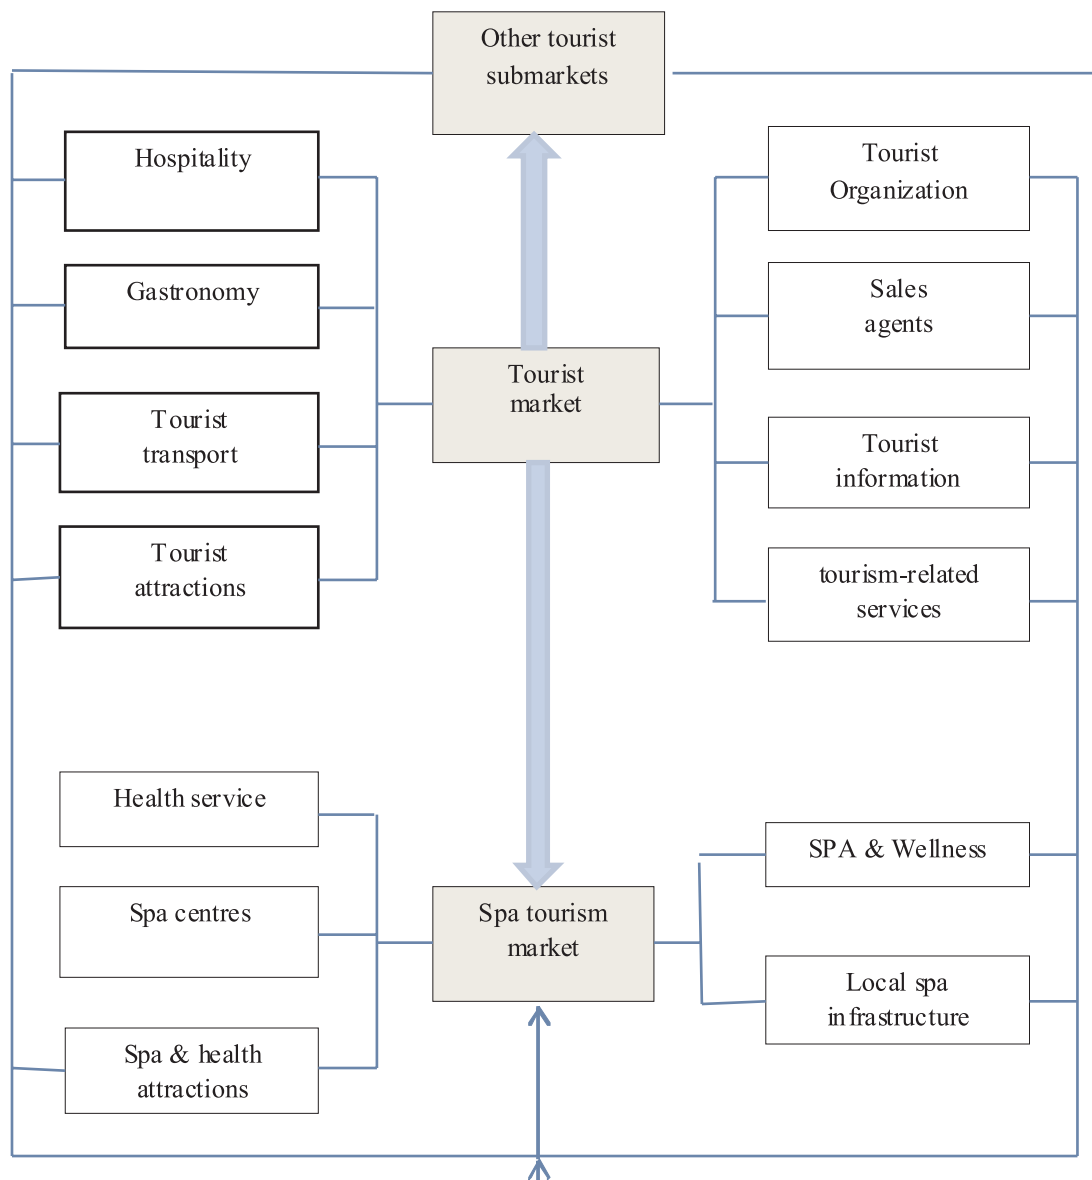 Other tourist
submarkets
Hospitality
Gastronomy
Tourist
transport
Tourist
attractions
Tourist
market
Tourist
Organization
Sales
agents
Tourist
information
tourism-related
services
Health service
Spa centres
Spa & health
attractions
Spa tourism
market
SPA & Wellness
Local spa
infrastructure